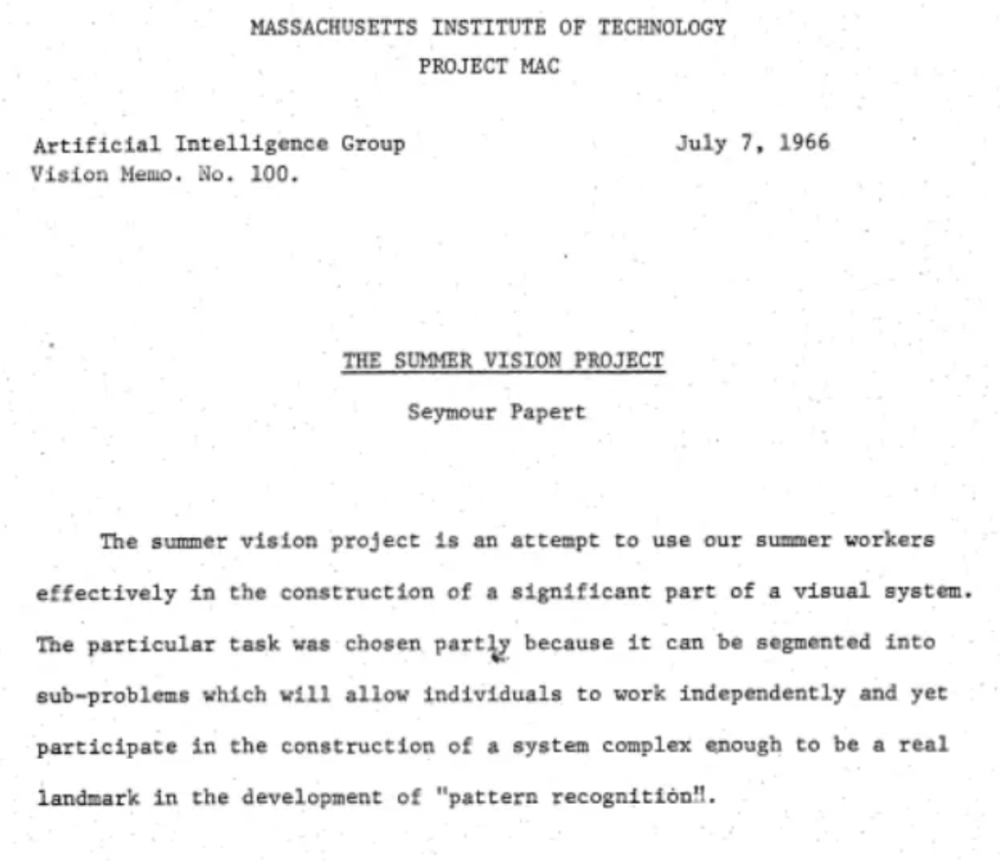 MASSACHUSETTS INSTITUTE OF TECHNOLOGY
PROJECT MAC
Artificial Intelligence Group July 7, 1966
Vision Memo. No. 100.
THE SUMMER VISION PROJECT
Seymour Papert
The summer vision project is an attempt to use our summer workers
effectively in the construction of a significant part of a visual system.
The particular task was chosen partly because it can be segmented into
sub-problems which will allow individuals to work independently and yet
participate in the construction of a system complex enough to be a real
landmark in the development of "pattern recognition".